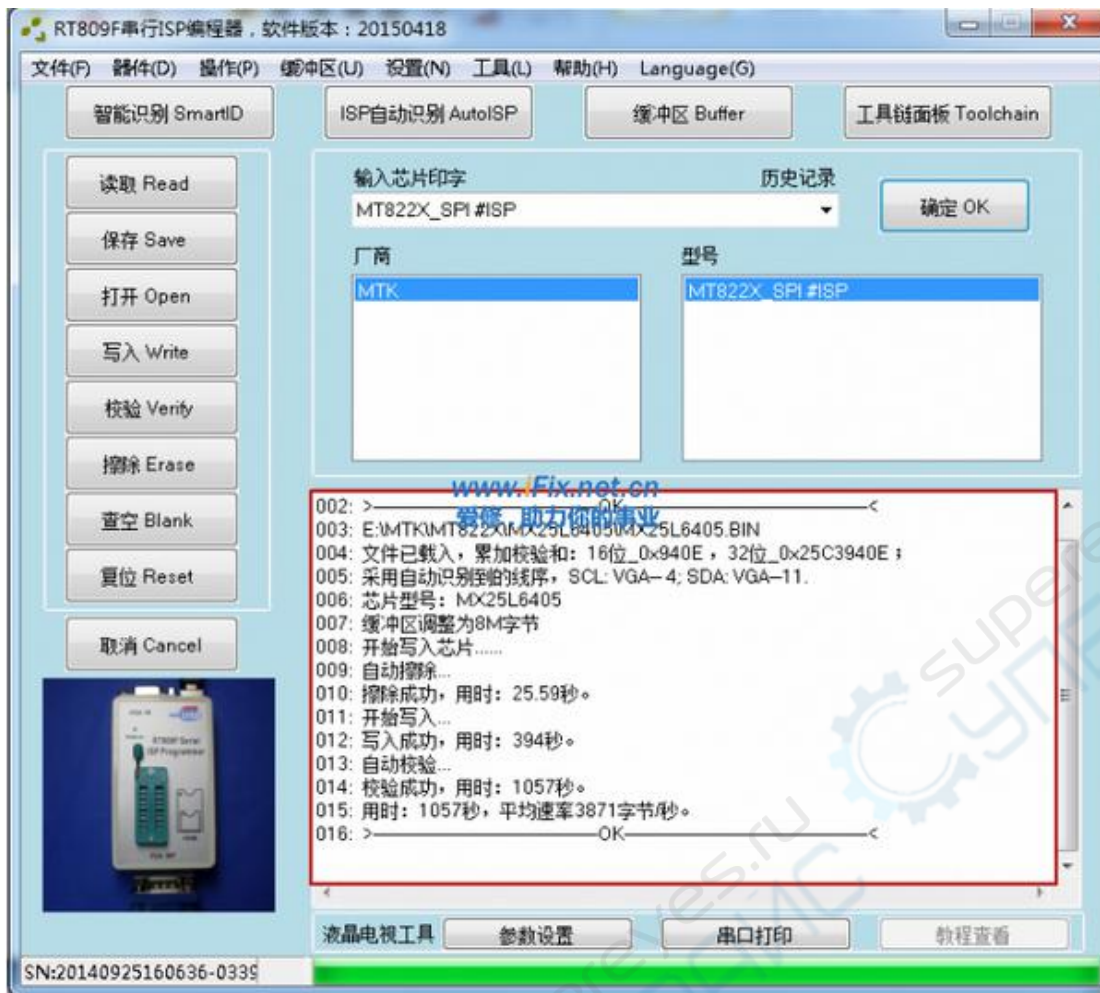 RT809F串行ISP编程器，软件版本：20150418
文件(F) 器件(D) 操作(P) 缓冲区(U) 设置(N) 工具(L) 帮助(H) Language(G)
智能识别 SmartID ISP自动识别 AutoISP 缓冲区 Buffer 工具链面板 Toolchain
读取 Read
保存 Save
打开 Open
写入 Write
校验 Verify
擦除 Erase
查空 Blank
复位 Reset
取消 Cancel
输入芯片印字 历史记录
MT822X_SPI #ISP
确定 OK
厂商 型号
MTK MT822X_SPI #ISP
www.iFix.net.cn
爱修 助力你的事业
002: >————————OK————————<
003: E:\MTK\MT822X\MX25L6405\MX25L6405.BIN
004: 文件已载入，累加校验和：16位_0x940E，32位_0x25C3940E；
005: 采用自动识别到的线序，SCL: VGA—4; SDA: VGA—11.
006: 芯片型号：MX25L6405
007: 缓冲区调整为8M字节
008: 开始写入芯片......
009: 自动擦除...
010: 擦除成功，用时：25.59秒。
011: 开始写入...
012: 写入成功，用时：394秒。
013: 自动校验...
014: 校验成功，用时：1057秒。
015: 用时：1057秒，平均速率3871字节/秒。
016: >————————OK————————<
液晶电视工具 参数设置 串口打印 教程查看
SN:20140925160636-0339